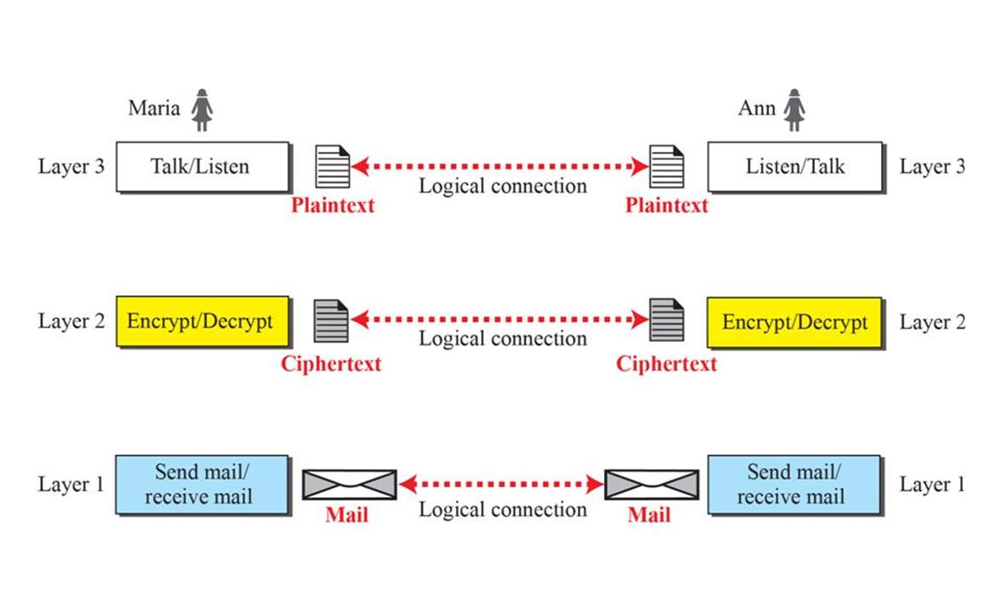 Maria
Ann
Layer 3
Talk/Listen
Plaintext
Logical connection
Plaintext
Listen/Talk
Layer 3
Layer 2
Encrypt/Decrypt
Ciphertext
Logical connection
Ciphertext
Encrypt/Decrypt
Layer 2
Layer 1
Send mail/
receive mail
Mail
Logical connection
Mail
Send mail/
receive mail
Layer 1